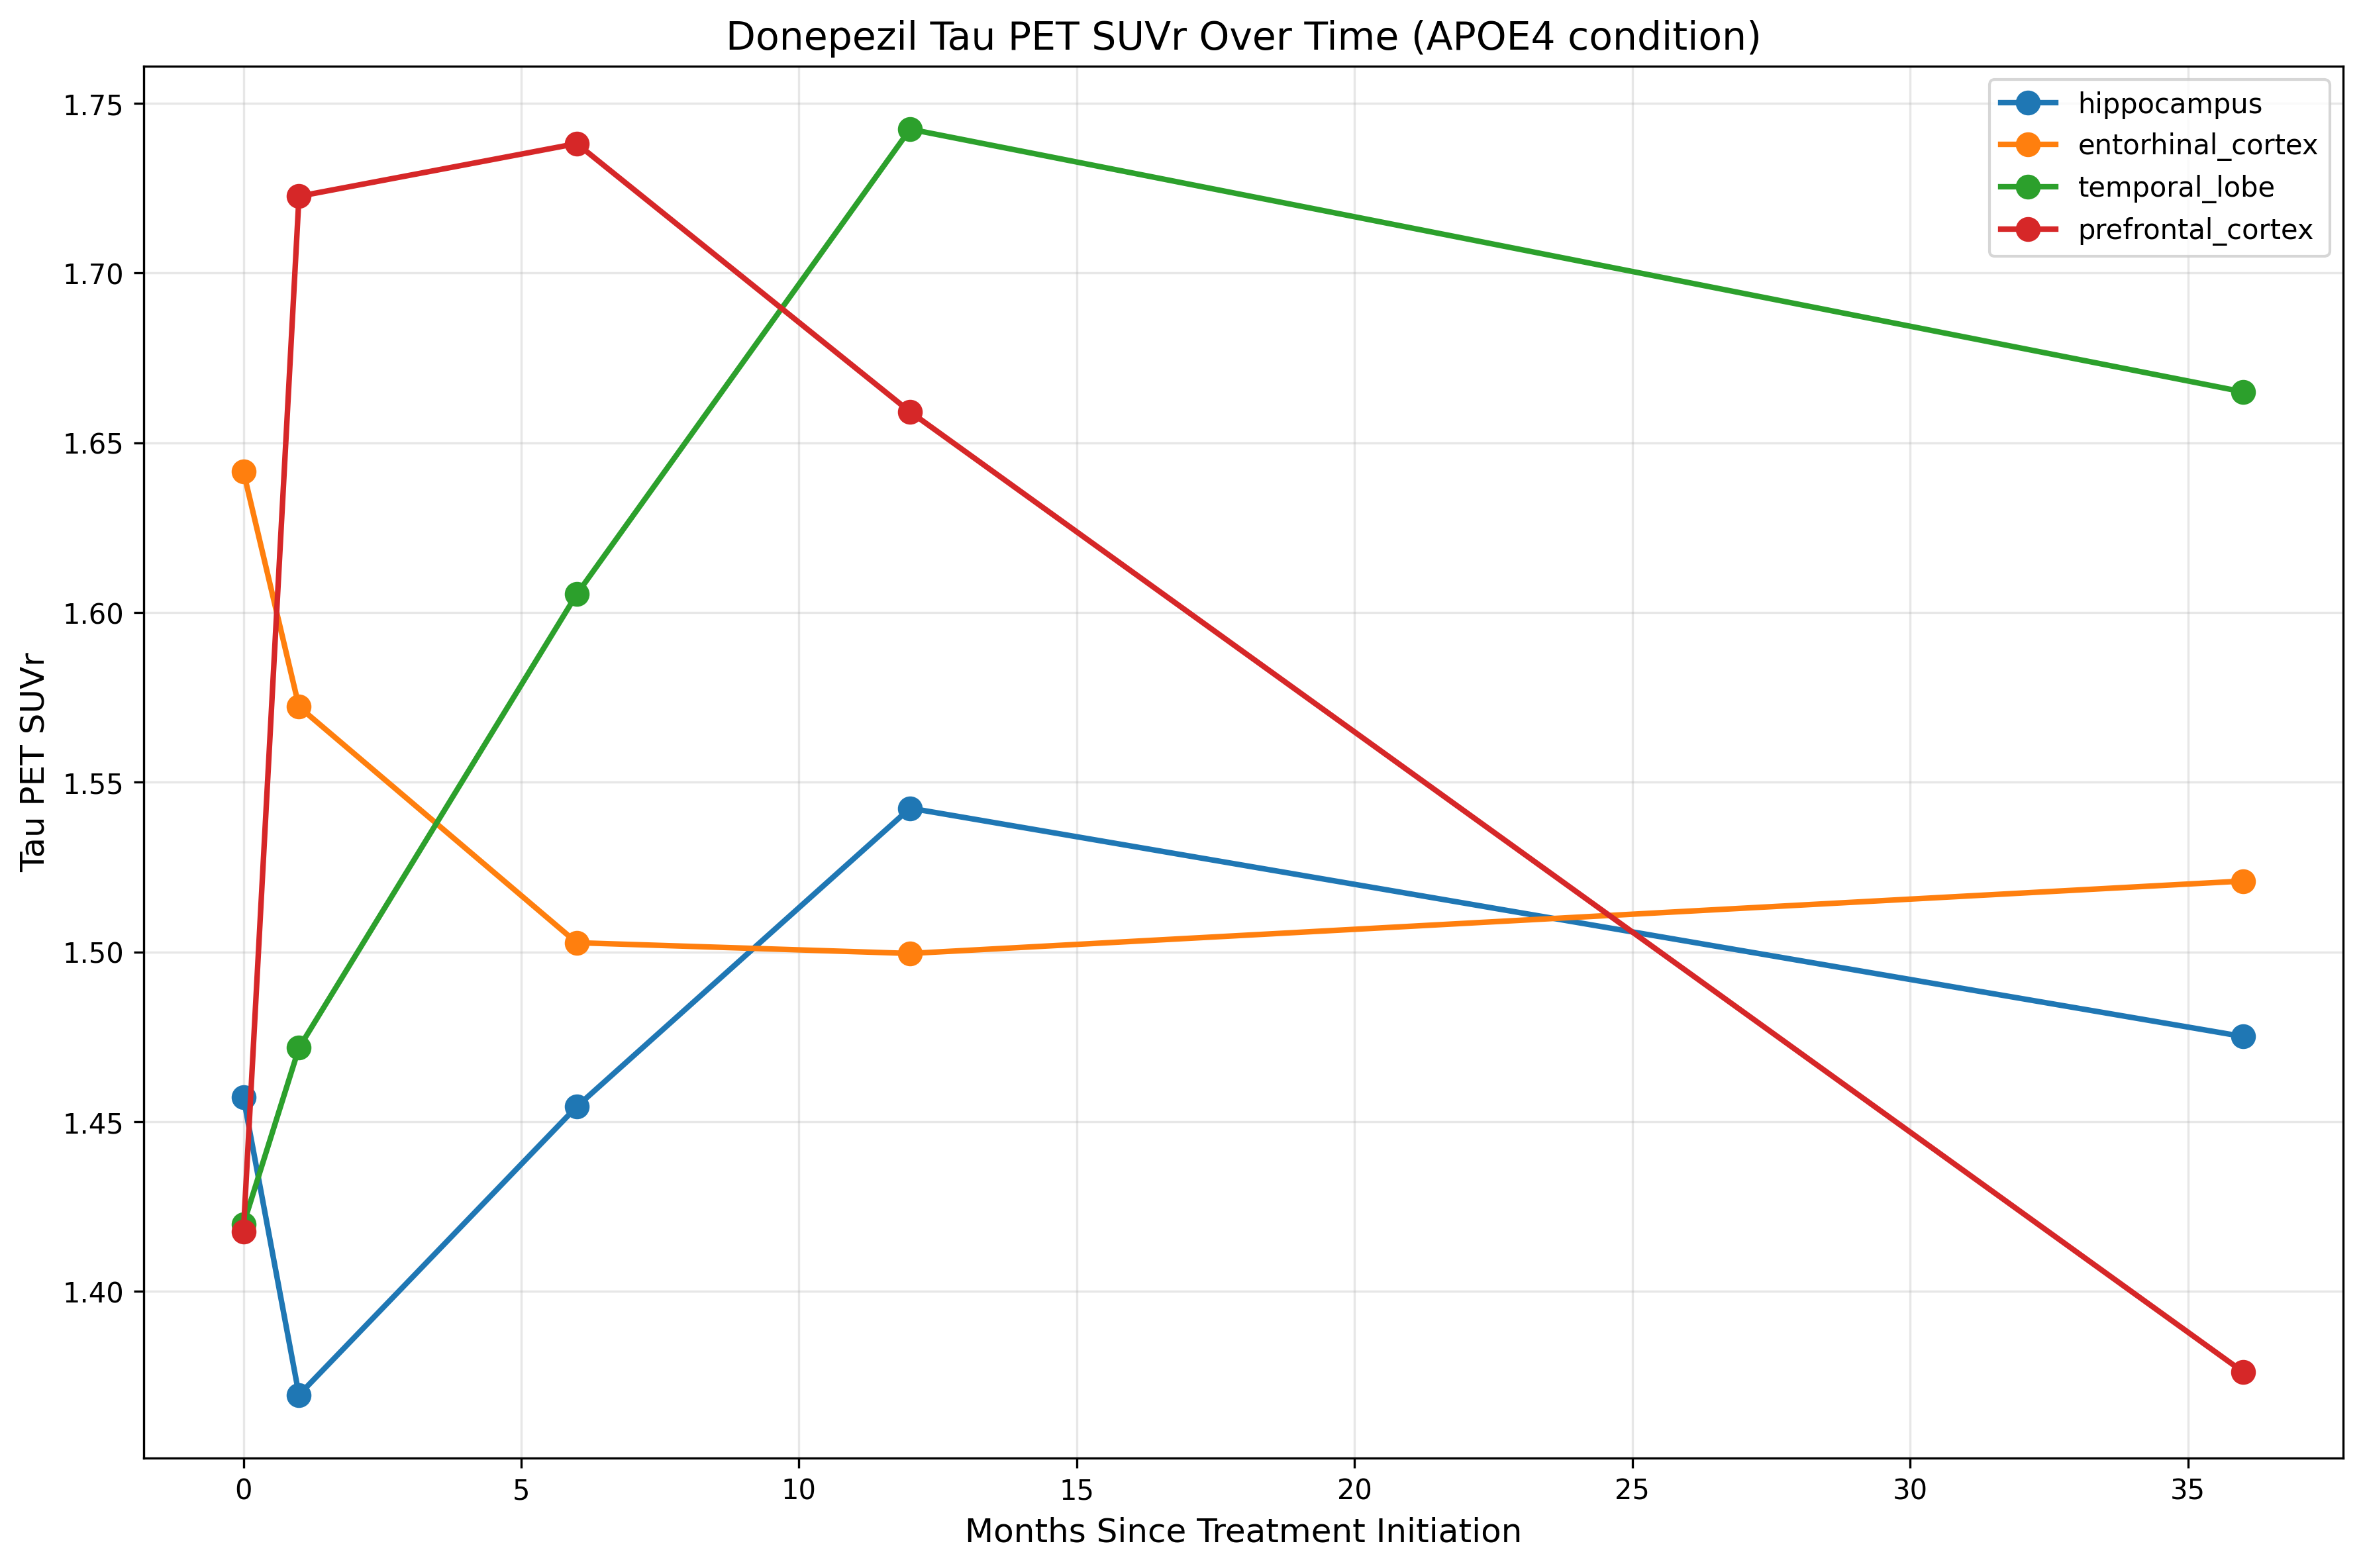 Donepezil Tau PET SUVr Over Time (APOE4 condition)
hippocampus
entorhinal_cortex
temporal_lobe
prefrontal_cortex
Tau PET SUVr
1.75
1.70
1.65
1.60
1.55
1.50
1.45
1.40
0
5
10
15
20
25
30
35
Months Since Treatment Initiation